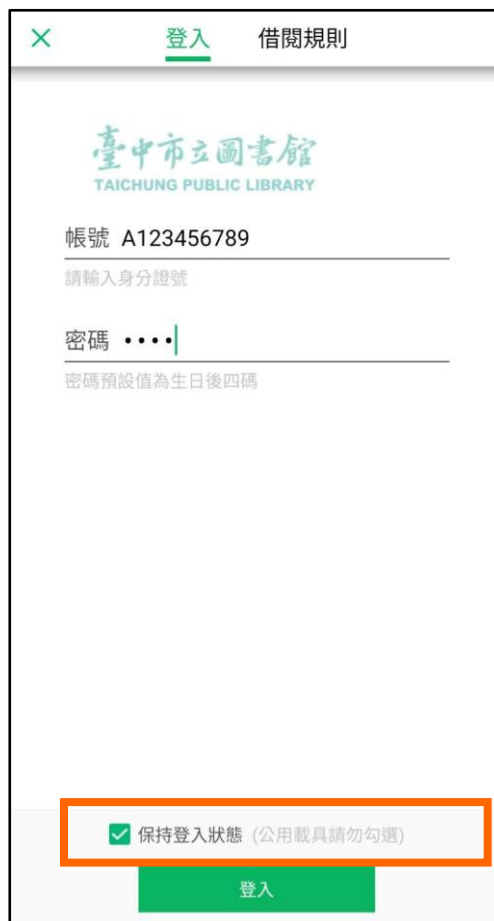 登入 借閱規則
臺中市立圖書館
TAICHUNG PUBLIC LIBRARY
帳號 A123456789
請輸入身分證號
密碼 ••••
密碼預設值為生日後四碼
保持登入狀態 (公用載具請勿勾選)
登入